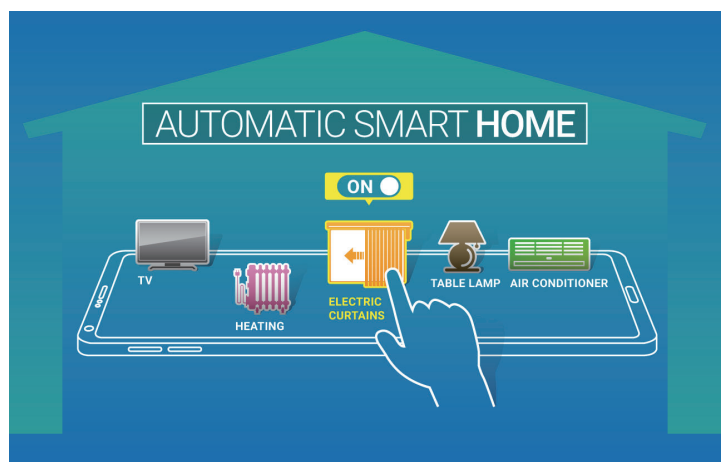 AUTOMATIC SMART HOME
ON
TV
HEATING
ELECTRIC
CURTAINS
TABLE LAMP
AIR CONDITIONER